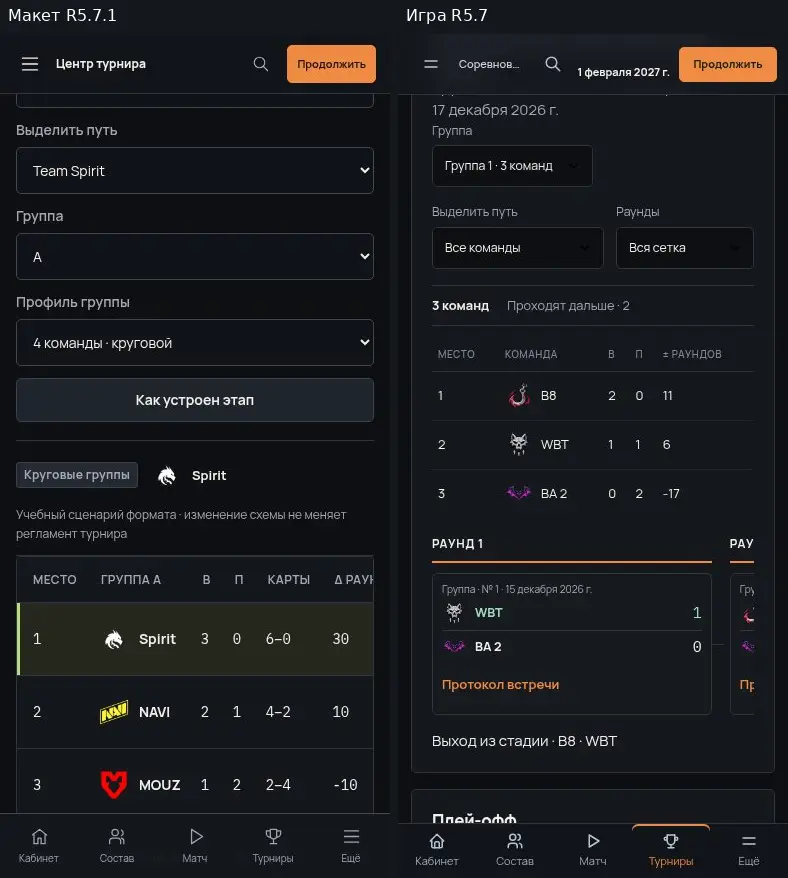 Макет R5.7.1
Центр турнира
Продолжить
Выделить путь
Team Spirit
Группа
A
Профиль группы
4 команды · круговой
Как устроен этап
Круговые группы Spirit
Учебный сценарий формата · изменение схемы не меняет
регламент турнира
МЕСТО ГРУППА A В П КАРТЫ Δ РАУН
1 Spirit 3 0 6–0 30
2 NAVI 2 1 4–2 10
3 MOUZ 1 2 2–4 -10
Кабинет Состав Матч Турниры Ещё
Игра R5.7
Соревнов… 1 февраля 2027 г. Продолжить
17 декабря 2026 г.
Группа
Группа 1 · 3 команд
Выделить путь Раунды
Все команды Вся сетка
3 команд Проходят дальше · 2
МЕСТО КОМАНДА В П ± РАУНДОВ
1 B8 2 0 11
2 WBT 1 1 6
3 BA 2 0 2 -17
РАУНД 1 РАУ
Группа · № 1 · 15 декабря 2026 г. Гру
WBT 1
BA 2 0
Протокол встречи Пр
Выход из стадии · B8 · WBT
Плей-офф
Кабинет Состав Матч Турниры Ещё